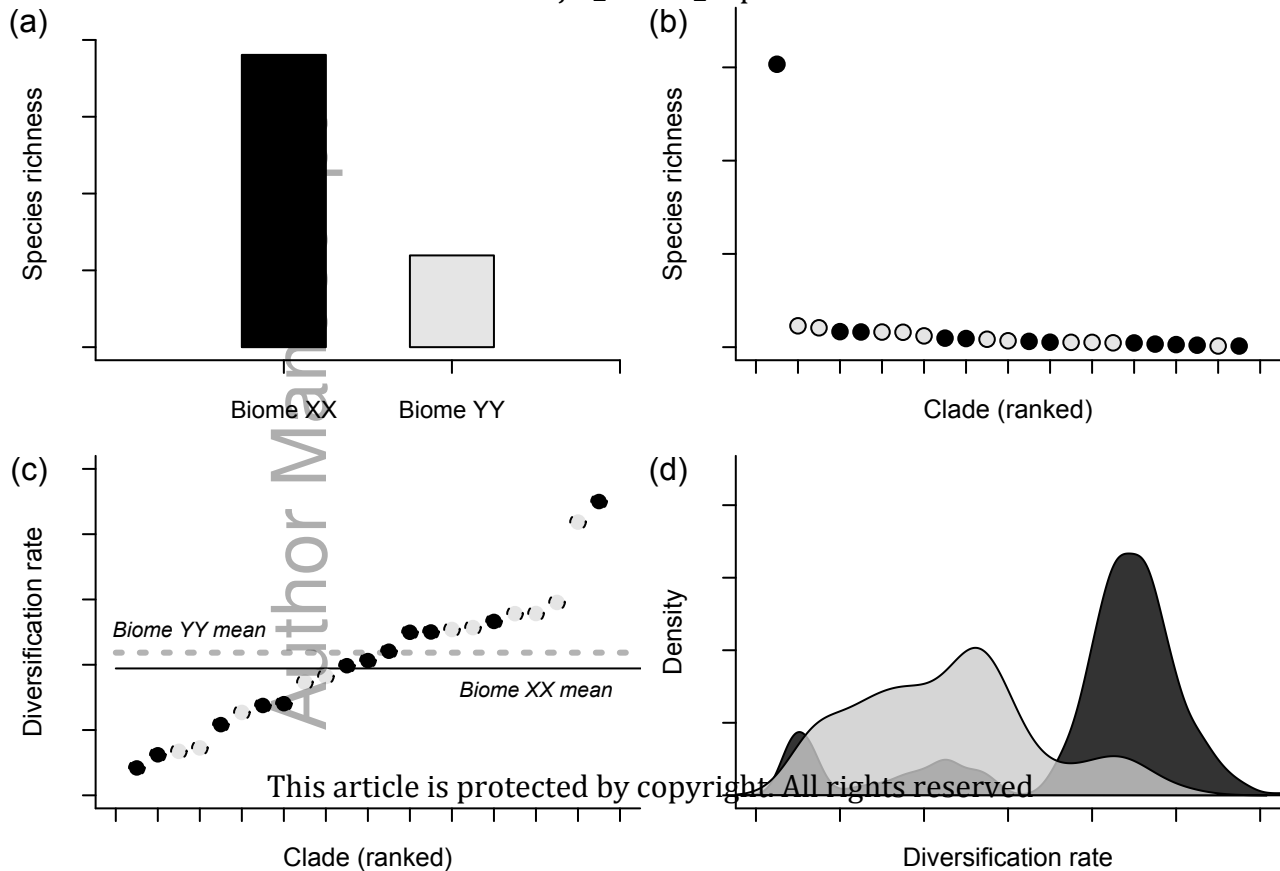 (a)
Species richness
Biome XX
Biome YY
(b)
Species richness
Clade (ranked)
(c)
Diversification rate
Biome YY mean
Biome XX mean
Clade (ranked)
(d)
Density
Diversification rate
Author
This article is protected by copyright. All rights reserved